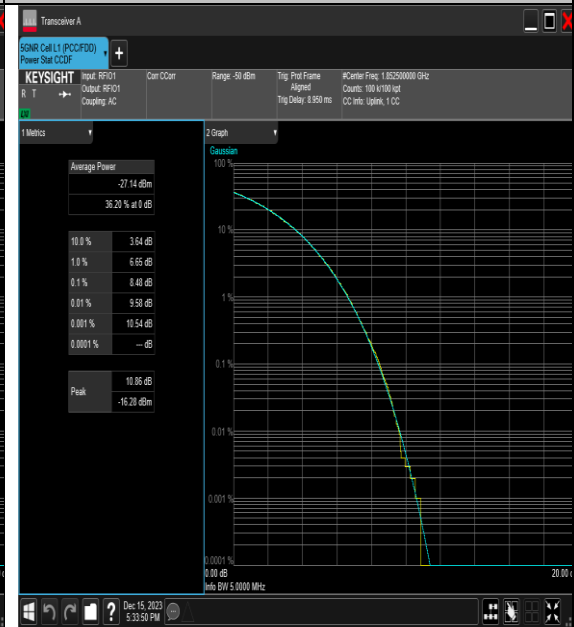 Transceiver A
5GNR Cell L1 (PCC/FDD)
Power Stat CCDF
+
KEYSIGHT
R T
Input: RFIO1
Output: RFIO1
Coupling: AC
Corr CCorr
Range: -50 dBm
Trig: Prot Frame
Aligned
Trig Delay: 8.950 ms
#Center Freq: 1.852500000 GHz
Counts: 100 k/100 kpt
CC Info: Uplink, 1 CC
1 Metrics
2 Graph
Average Power
-27.14 dBm
36.20 % at 0 dB
10.0 % 3.64 dB
1.0 % 6.65 dB
0.1 % 8.48 dB
0.01 % 9.58 dB
0.001 % 10.54 dB
0.0001 % --- dB
Peak
10.86 dB
-16.28 dBm
Gaussian
100 %
10 %
1 %
0.1 %
0.01 %
0.001 %
0.0001 %
0.00 dB
20.00
Info BW 5.0000 MHz
?
Dec 15, 2023
5:33:50 PM